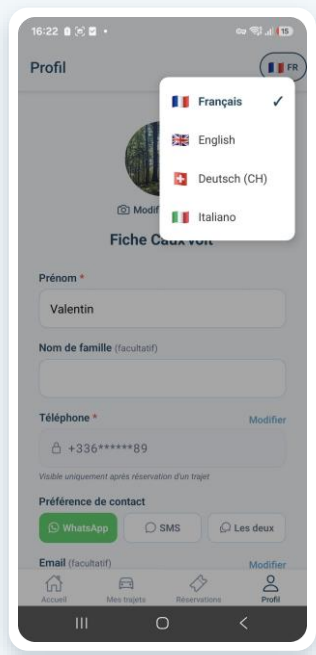 16:22
15
Profil
FR
Français
English
Deutsch (CH)
Italiano
Modif
Fiche Caux
Prénom *
Valentin
Nom de famille (facultatif)
Téléphone *
Modifier
+336******89
Visible uniquement après réservation d'un trajet
Préférence de contact
WhatsApp
SMS
Les deux
Email (facultatif)
Modifier
Accueil
Mes trajets
Réservations
Profil